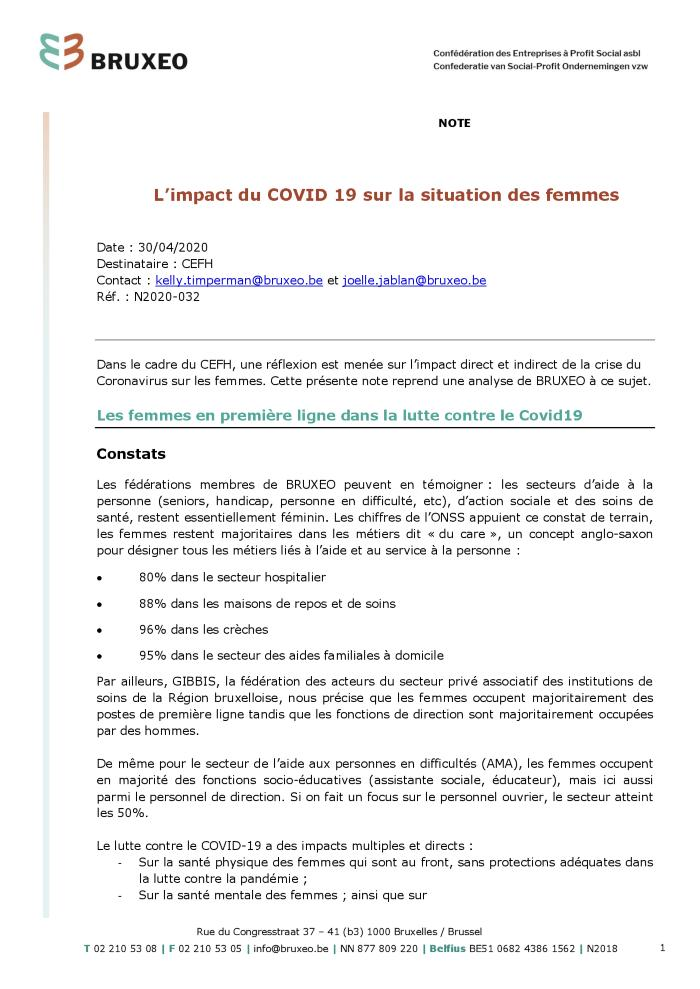 BRUXEO
Confédération des Entreprises à Profit Social asbl
Confederatie van Social-Profit Ondernemingen vzw
NOTE
L’impact du COVID 19 sur la situation des femmes
Date : 30/04/2020
Destinataire : CEFH
Contact : kelly.timperman@bruxeo.be et joelle.jablan@bruxeo.be
Réf. : N2020-032
Dans le cadre du CEFH, une réflexion est menée sur l’impact direct et indirect de la crise du
Coronavirus sur les femmes. Cette présente note reprend une analyse de BRUXEO à ce sujet.
Les femmes en première ligne dans la lutte contre le Covid19
Constats
Les fédérations membres de BRUXEO peuvent en témoigner : les secteurs d’aide à la
personne (seniors, handicap, personne en difficulté, etc), d’action sociale et des soins de
santé, restent essentiellement féminin. Les chiffres de l’ONSS appuient ce constat de terrain,
les femmes restent majoritaires dans les métiers dit « du care », un concept anglo-saxon
pour désigner tous les métiers liés à l’aide et au service à la personne :
• 80% dans le secteur hospitalier
• 88% dans les maisons de repos et de soins
• 96% dans les crèches
• 95% dans le secteur des aides familiales à domicile
Par ailleurs, GIBBIS, la fédération des acteurs du secteur privé associatif des institutions de
soins de la Région bruxelloise, nous précise que les femmes occupent majoritairement des
postes de première ligne tandis que les fonctions de direction sont majoritairement occupées
par des hommes.
De même pour le secteur de l’aide aux personnes en difficultés (AMA), les femmes occupent
en majorité des fonctions socio-éducatives (assistante sociale, éducateur), mais ici aussi
parmi le personnel de direction. Si on fait un focus sur le personnel ouvrier, le secteur atteint
les 50%.
Le lutte contre le COVID-19 a des impacts multiples et directs :
- Sur la santé physique des femmes qui sont au front, sans protections adéquates dans
la lutte contre la pandémie ;
- Sur la santé mentale des femmes ; ainsi que sur
Rue du Congresstraat 37 – 41 (b3) 1000 Bruxelles / Brussel
T 02 210 53 08 | F 02 210 53 05 | info@bruxeo.be | NN 877 809 220 | Belfius BE51 0682 4386 1562 | N2018
1